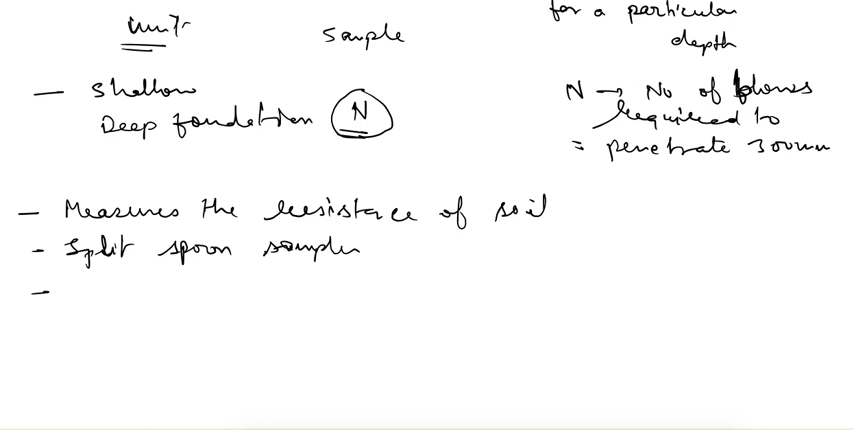 for a particular
sample
depth
— Shallow
Deep foundation N
N → No of blows
required to
= penetrate 300mm
— Measures the resistance of soil
- Split spoon sampler
—